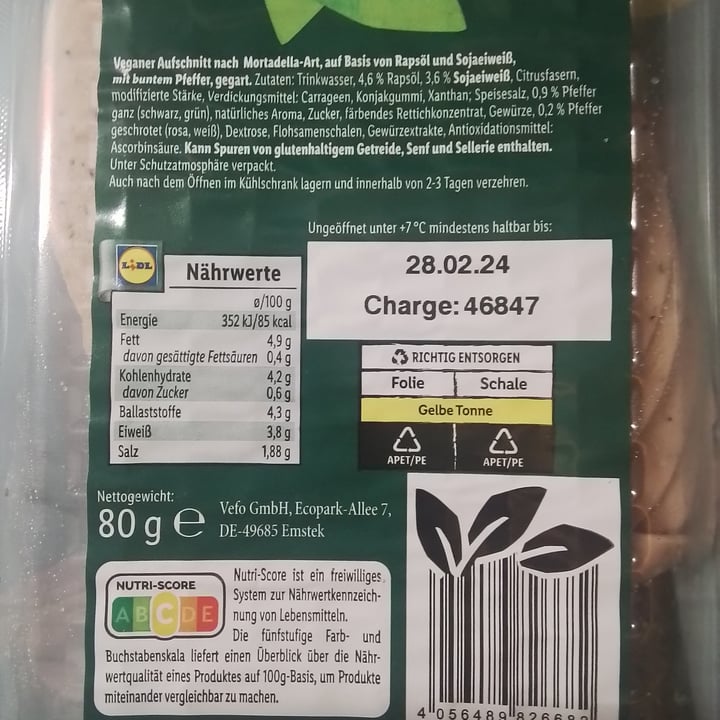 Veganer Aufschnitt nach Mortadella-Art, auf Basis von Rapsöl und Sojaeiweiß,
mit buntem Pfeffer, gegart. Zutaten: Trinkwasser, 4,6 % Rapsöl, 3,6 % Sojaeiweiß, Citrusfasern,
modifizierte Stärke, Verdickungsmittel: Carrageen, Konjakgummi, Xanthan; Speisesalz, 0,9 % Pfeffer
ganz (schwarz, grün), natürliches Aroma, Zucker, färbendes Rettichkonzentrat, Gewürze, 0,2 % Pfeffer
geschrotet (rosa, weiß), Dextrose, Flohsamenschalen, Gewürzextrakte, Antioxidationsmittel:
Ascorbinsäure. Kann Spuren von glutenhaltigem Getreide, Senf und Sellerie enthalten.
Unter Schutzatmosphäre verpackt.
Auch nach dem Öffnen im Kühlschrank lagern und innerhalb von 2-3 Tagen verzehren.
Ungeöffnet unter +7 °C mindestens haltbar bis:
28.02.24
Charge: 46847
LIDL
Nährwerte
ø/100 g
Energie 352 kJ/85 kcal
Fett 4,9 g
davon gesättigte Fettsäuren 0,4 g
Kohlenhydrate 4,2 g
davon Zucker 0,6 g
Ballaststoffe 4,3 g
Eiweiß 3,8 g
Salz 1,88 g
RICHTIG ENTSORGEN
Folie Schale
Gelbe Tonne
APET/PE APET/PE
Nettogewicht:
80 g ℮
Vefo GmbH, Ecopark-Allee 7,
DE-49685 Emstek
NUTRI-SCORE
A B C D E
Nutri-Score ist ein freiwilliges
System zur Nährwertkennzeich-
nung von Lebensmitteln.
Die fünfstufige Farb- und
Buchstabenskala liefert einen Überblick über die Nähr-
wertqualität eines Produktes auf 100g-Basis, um Produkte
miteinander vergleichbar zu machen.
4 056489 826682